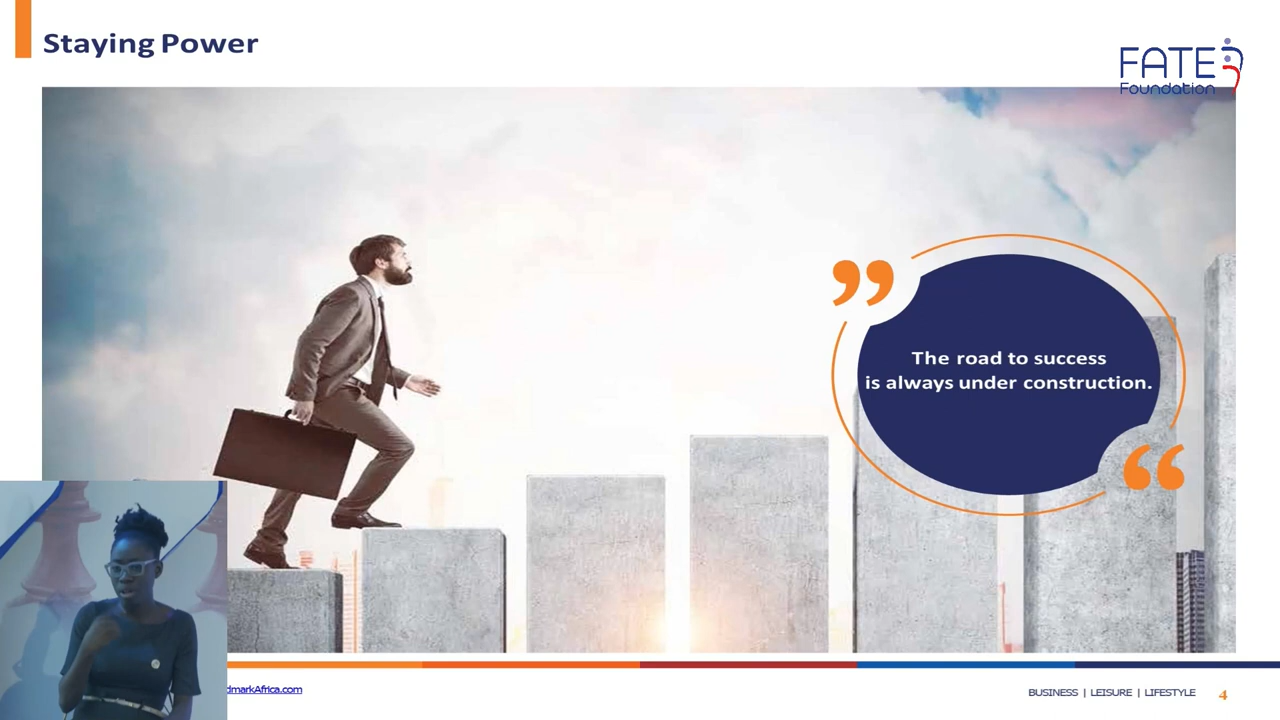 Staying Power
FATE
Foundation
The road to success
is always under construction.
dmarkAfrica.com
BUSINESS | LEISURE | LIFESTYLE
4